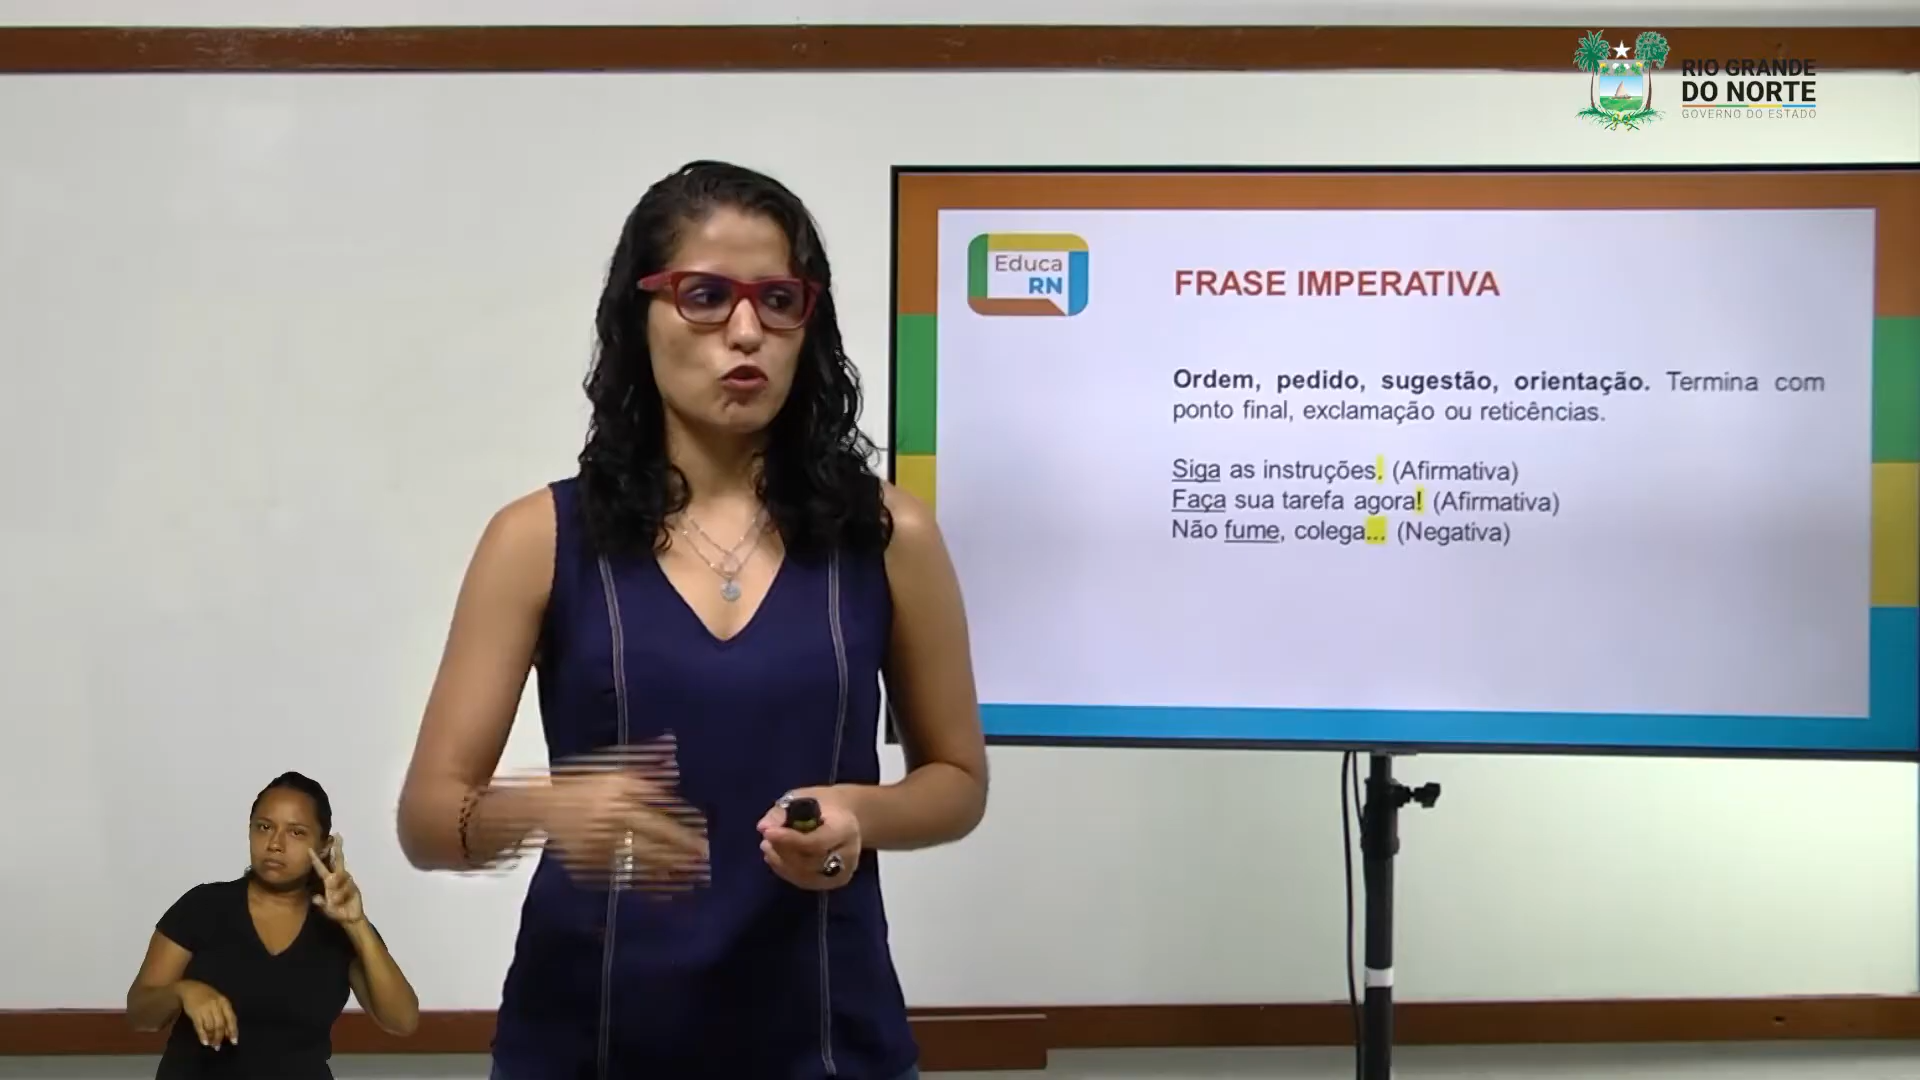 RIO GRANDE
DO NORTE
GOVERNO DO ESTADO
Educa
RN
FRASE IMPERATIVA
Ordem, pedido, sugestão, orientação. Termina com
ponto final, exclamação ou reticências.
Siga as instruções. (Afirmativa)
Faça sua tarefa agora! (Afirmativa)
Não fume, colega... (Negativa)